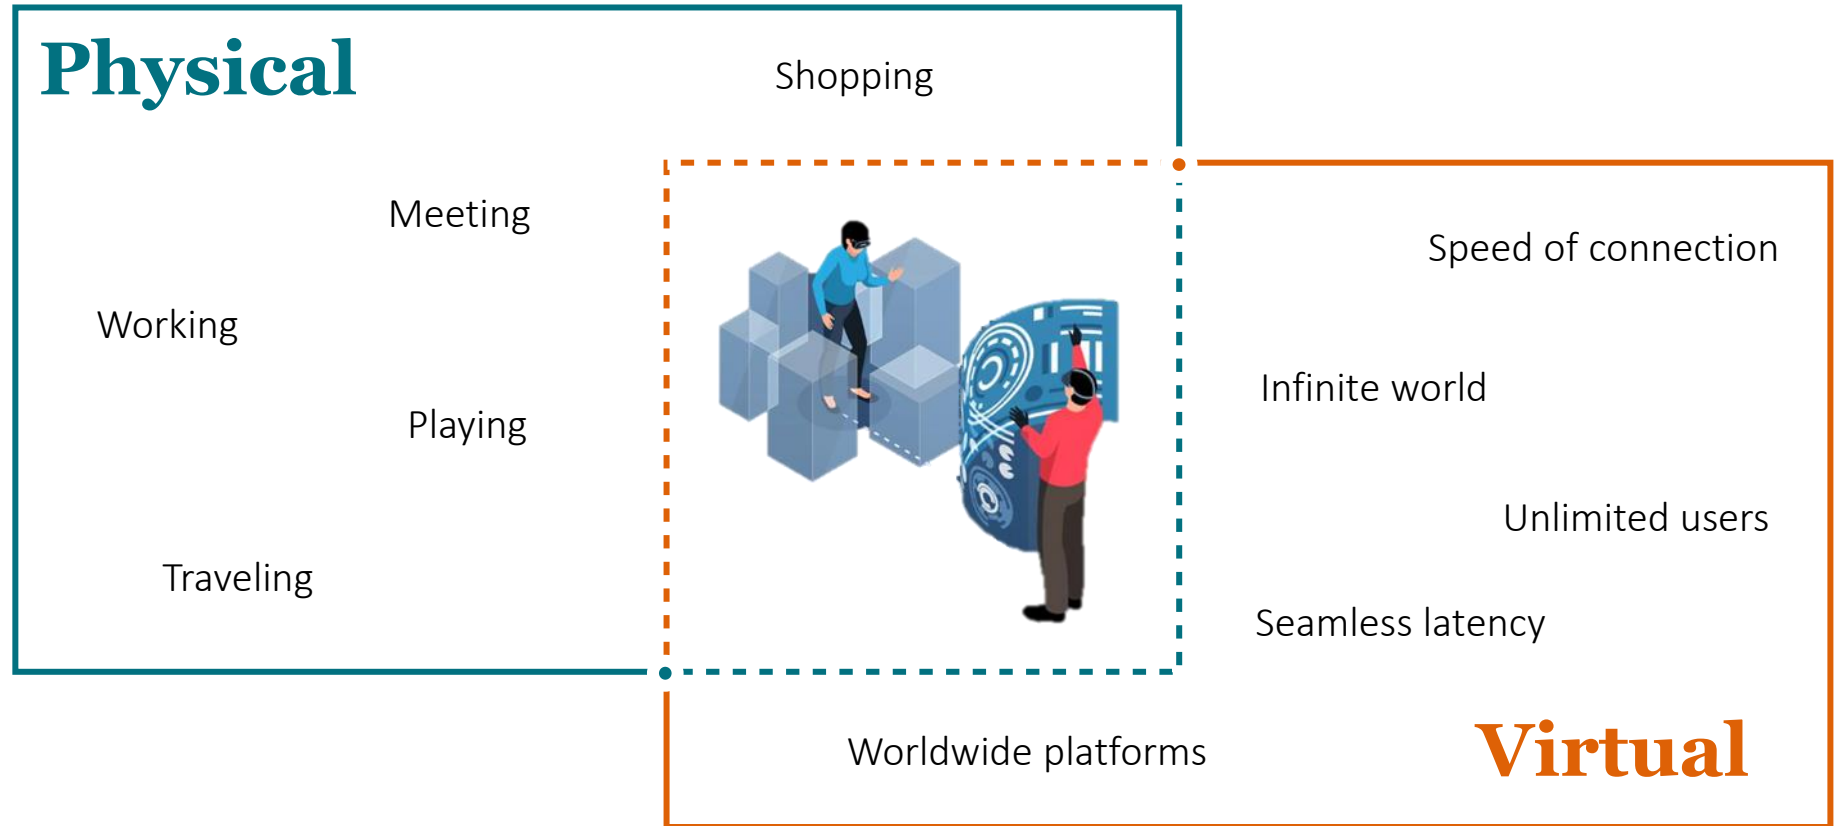 Physical
Shopping
Meeting
Working
Playing
Traveling
Speed of connection
Infinite world
Unlimited users
Seamless latency
Worldwide platforms
Virtual